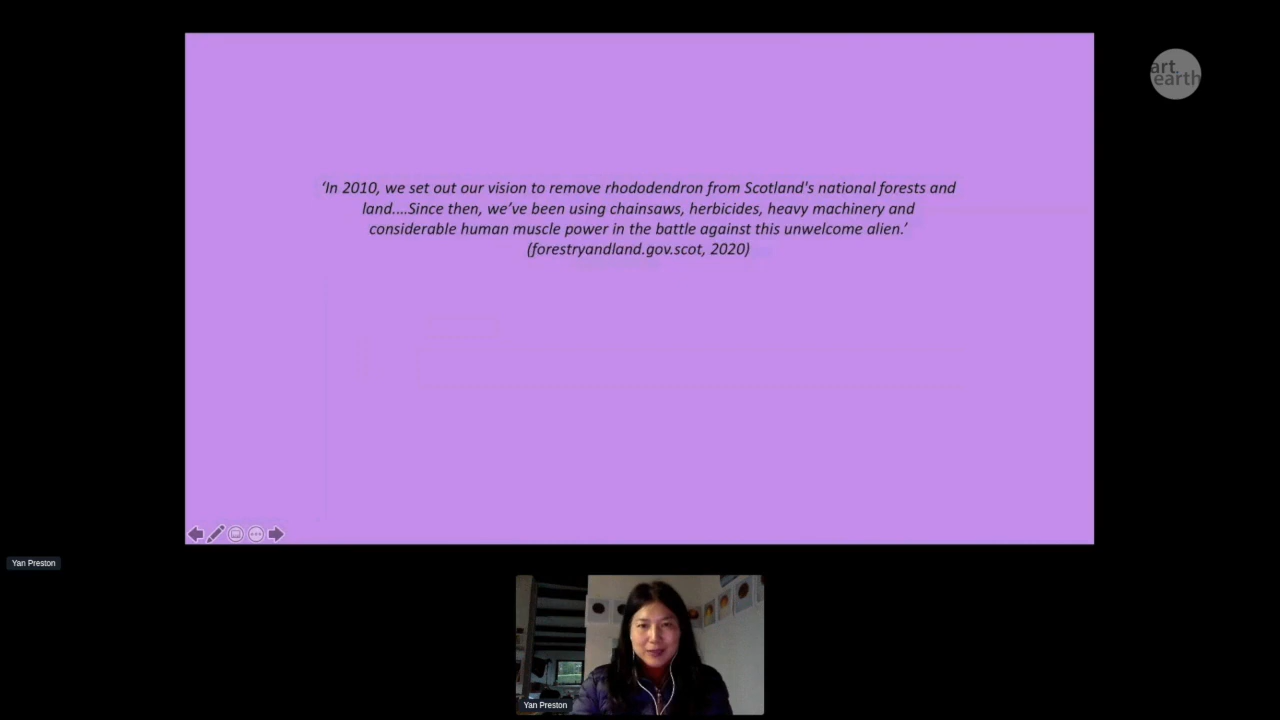 art
earth
‘In 2010, we set out our vision to remove rhododendron from Scotland's national forests and
land.…Since then, we’ve been using chainsaws, herbicides, heavy machinery and
considerable human muscle power in the battle against this unwelcome alien.’
(forestryandland.gov.scot, 2020)
Yan Preston
Yan Preston